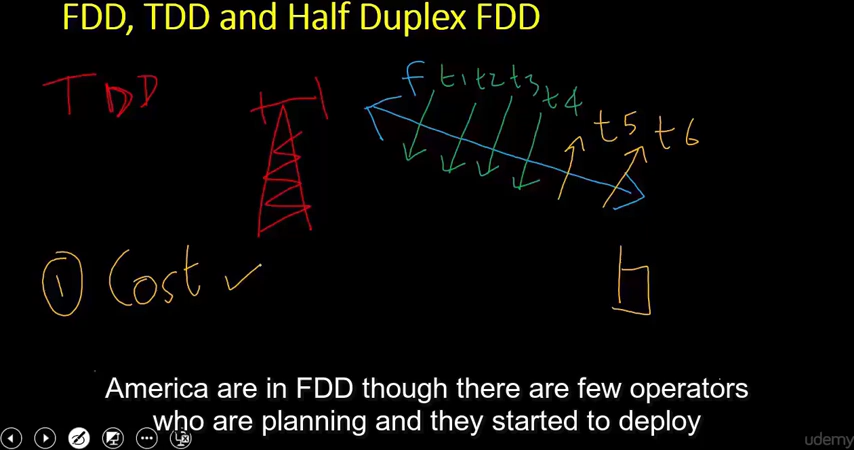 FDD, TDD and Half Duplex FDD
TDD
f t1 t2 t3 t4 t5 t6
① Cost ✓
America are in FDD though there are few operators
who are planning and they started to deploy
udemy